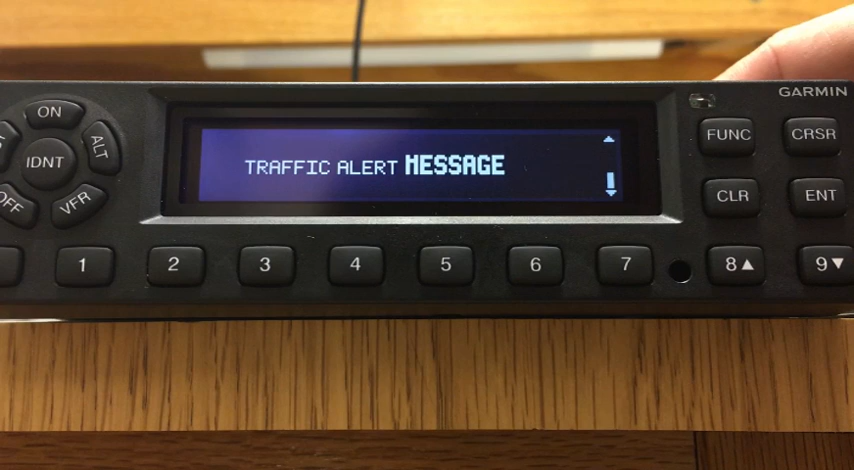 GARMIN
ON
ALT
IDNT
VFR
TRAFFIC ALERT MESSAGE
FUNC CRSR
CLR ENT
1 2 3 4 5 6 7 8▲ 9▼